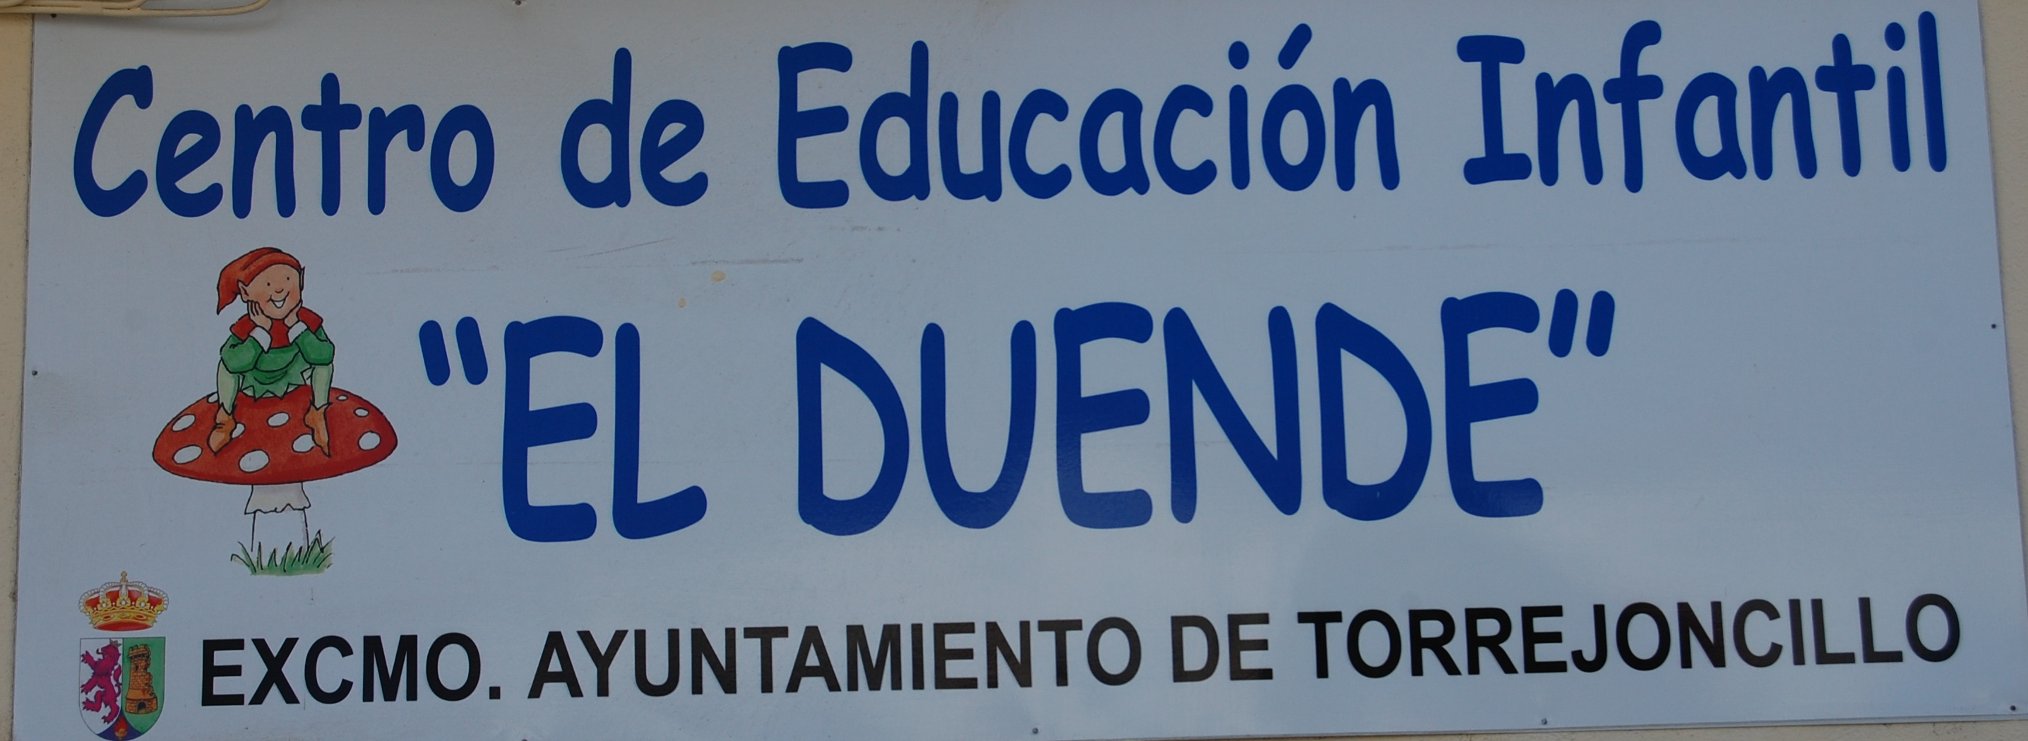 Centro de Educación Infantil
"EL DUENDE"
EXCMO. AYUNTAMIENTO DE TORREJONCILLO